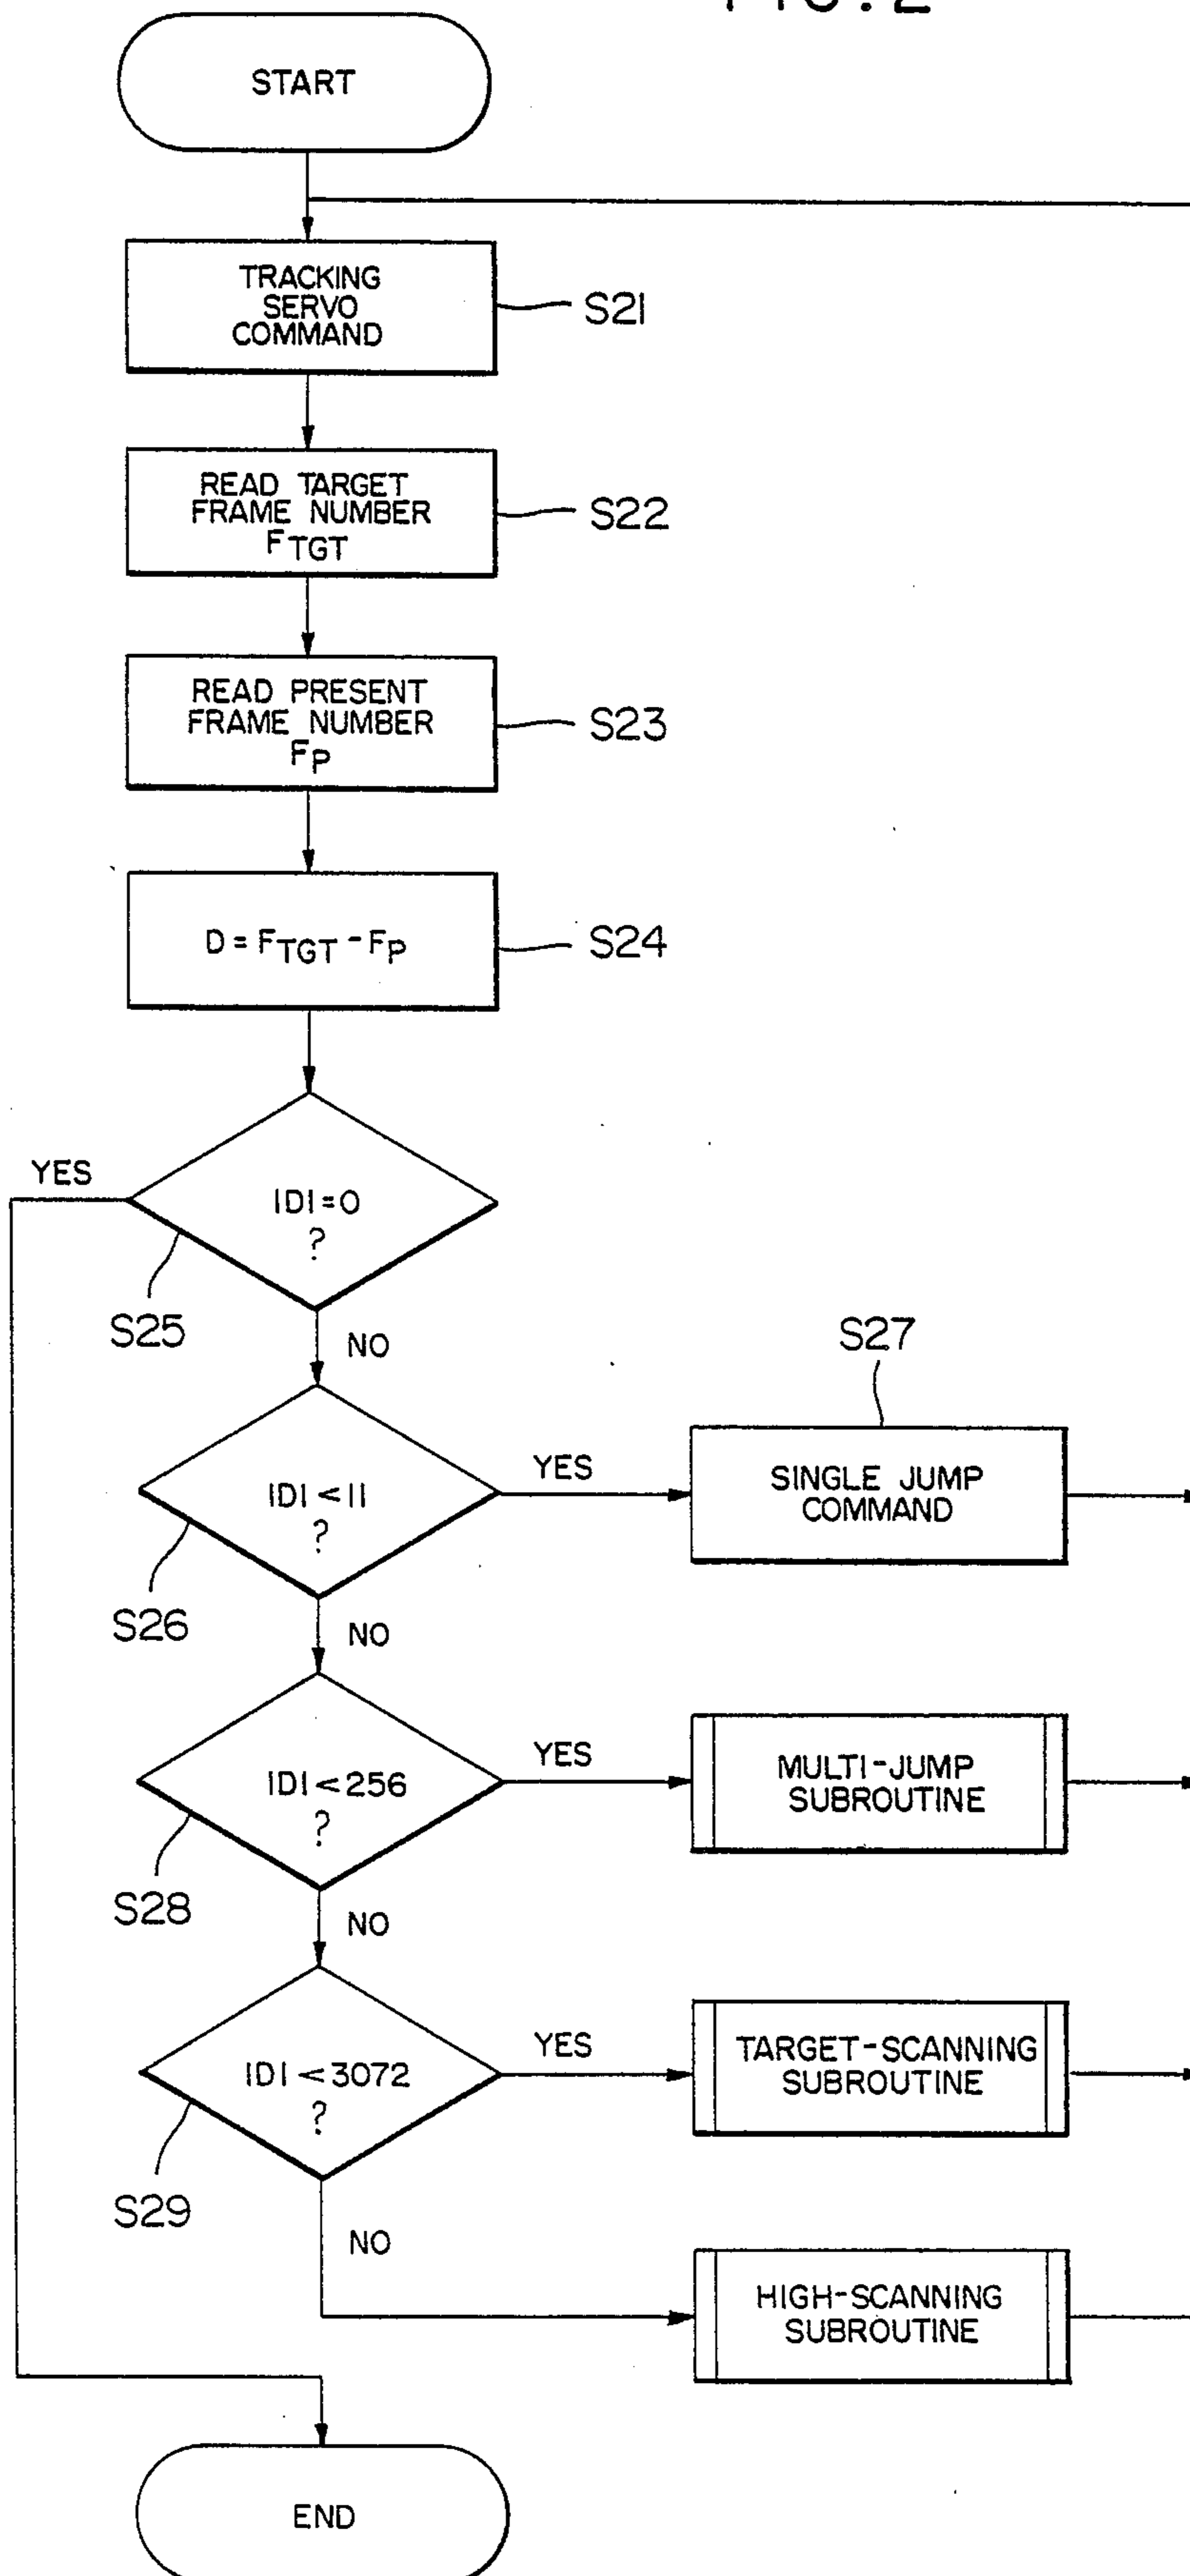 FIG. 2
START
TRACKING
SERVO
COMMAND
S21
READ TARGET
FRAME NUMBER
FTGT
S22
READ PRESENT
FRAME NUMBER
FP
S23
D = FTGT - FP
S24
YES
|D|=0
?
S25
NO
S27
|D|<11
?
YES
SINGLE JUMP
COMMAND
S26
NO
|D|<256
?
YES
MULTI-JUMP
SUBROUTINE
S28
NO
|D|<3072
?
YES
TARGET-SCANNING
SUBROUTINE
S29
NO
HIGH-SCANNING
SUBROUTINE
END